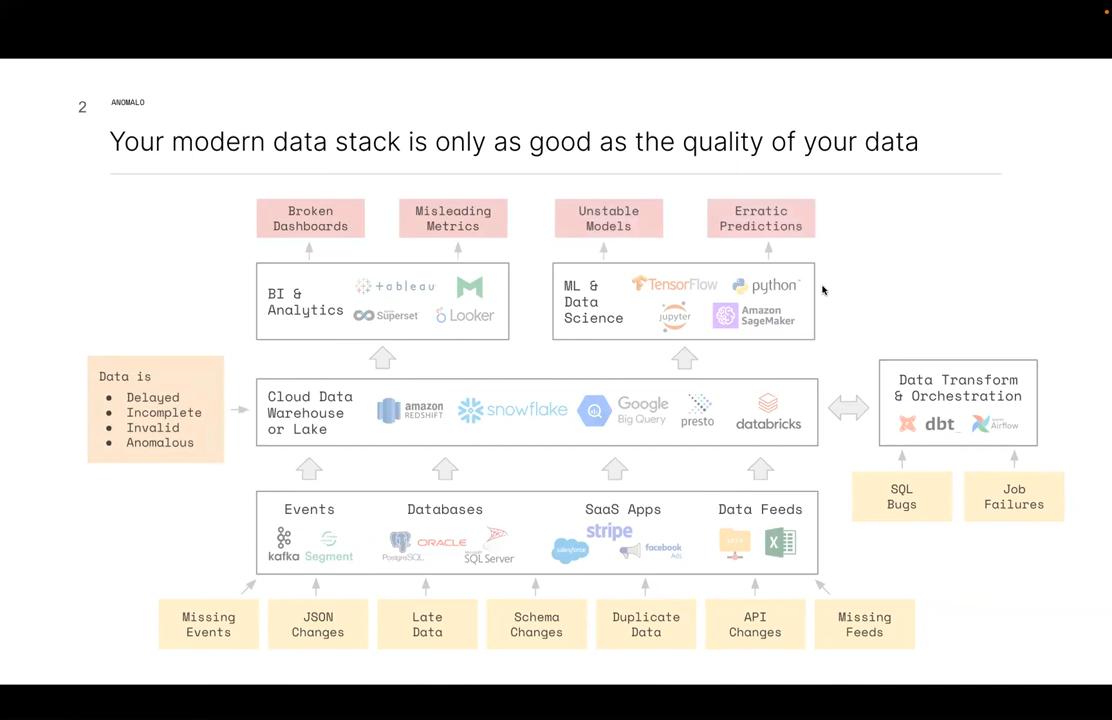 2
ANOMALO
Your modern data stack is only as good as the quality of your data
Broken
Dashboards
Misleading
Metrics
Unstable
Models
Erratic
Predictions
BI &
Analytics
+ableau
Superset
Looker
ML &
Data
Science
TensorFlow
python
jupyter
Amazon
SageMaker
Data is
● Delayed
● Incomplete
● Invalid
● Anomalous
Cloud Data
Warehouse
or Lake
amazon
REDSHIFT
snowflake
Google
Big Query
presto
databricks
Data Transform
& Orchestration
dbt
Airflow
SQL
Bugs
Job
Failures
Events
kafka
Segment
Databases
PostgreSQL
ORACLE
SQL Server
SaaS Apps
stripe
salesforce
facebook
Ads
Data Feeds
Missing
Events
JSON
Changes
Late
Data
Schema
Changes
Duplicate
Data
API
Changes
Missing
Feeds